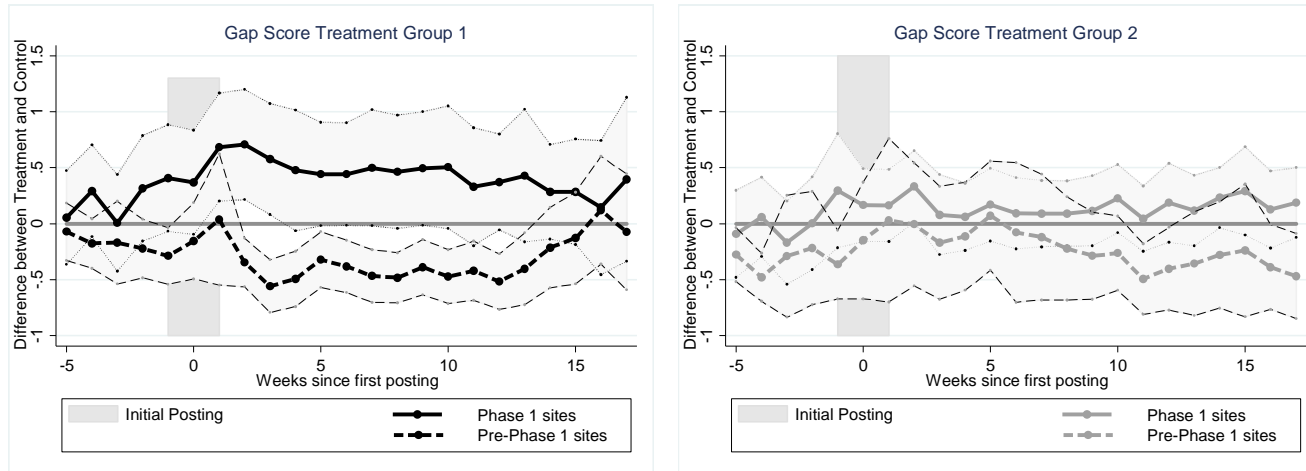 Gap Score Treatment Group 1
Difference between Treatment and Control
1.5
1
.5
0
-.5
-1
-5 0 5 10 15
Weeks since first posting
Initial Posting
Phase 1 sites
Pre-Phase 1 sites
Gap Score Treatment Group 2
Difference between Treatment and Control
1.5
1
.5
0
-.5
-1
-5 0 5 10 15
Weeks since first posting
Initial Posting
Phase 1 sites
Pre-Phase 1 sites